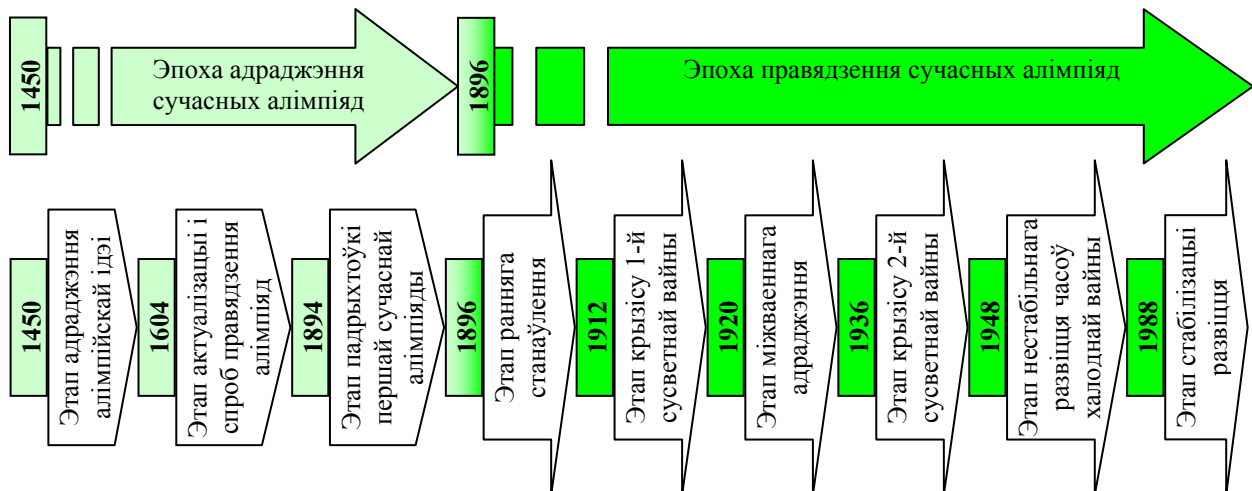 1450
Эпоха адраджэння
сучасных алімпіяд
1896
Эпоха правядзення сучасных алімпіяд
1450
Этап адраджэння
алімпійскай ідэі
1604
Этап актуалізацыі і
спроб правядзення
алімпіяд
1894
Этап падрыхтоўкі
першай сучаснай
алімпіяды
1896
Этап ранняга
станаўлення
1912
Этап крызісу 1-й
сусветнай вайны
1920
Этап міжваеннага
адраджэння
1936
Этап крызісу 2-й
сусветнай вайны
1948
Этап нестабільнага
развіцця часоў
халоднай вайны
1988
Этап стабілізацыі
развіцця